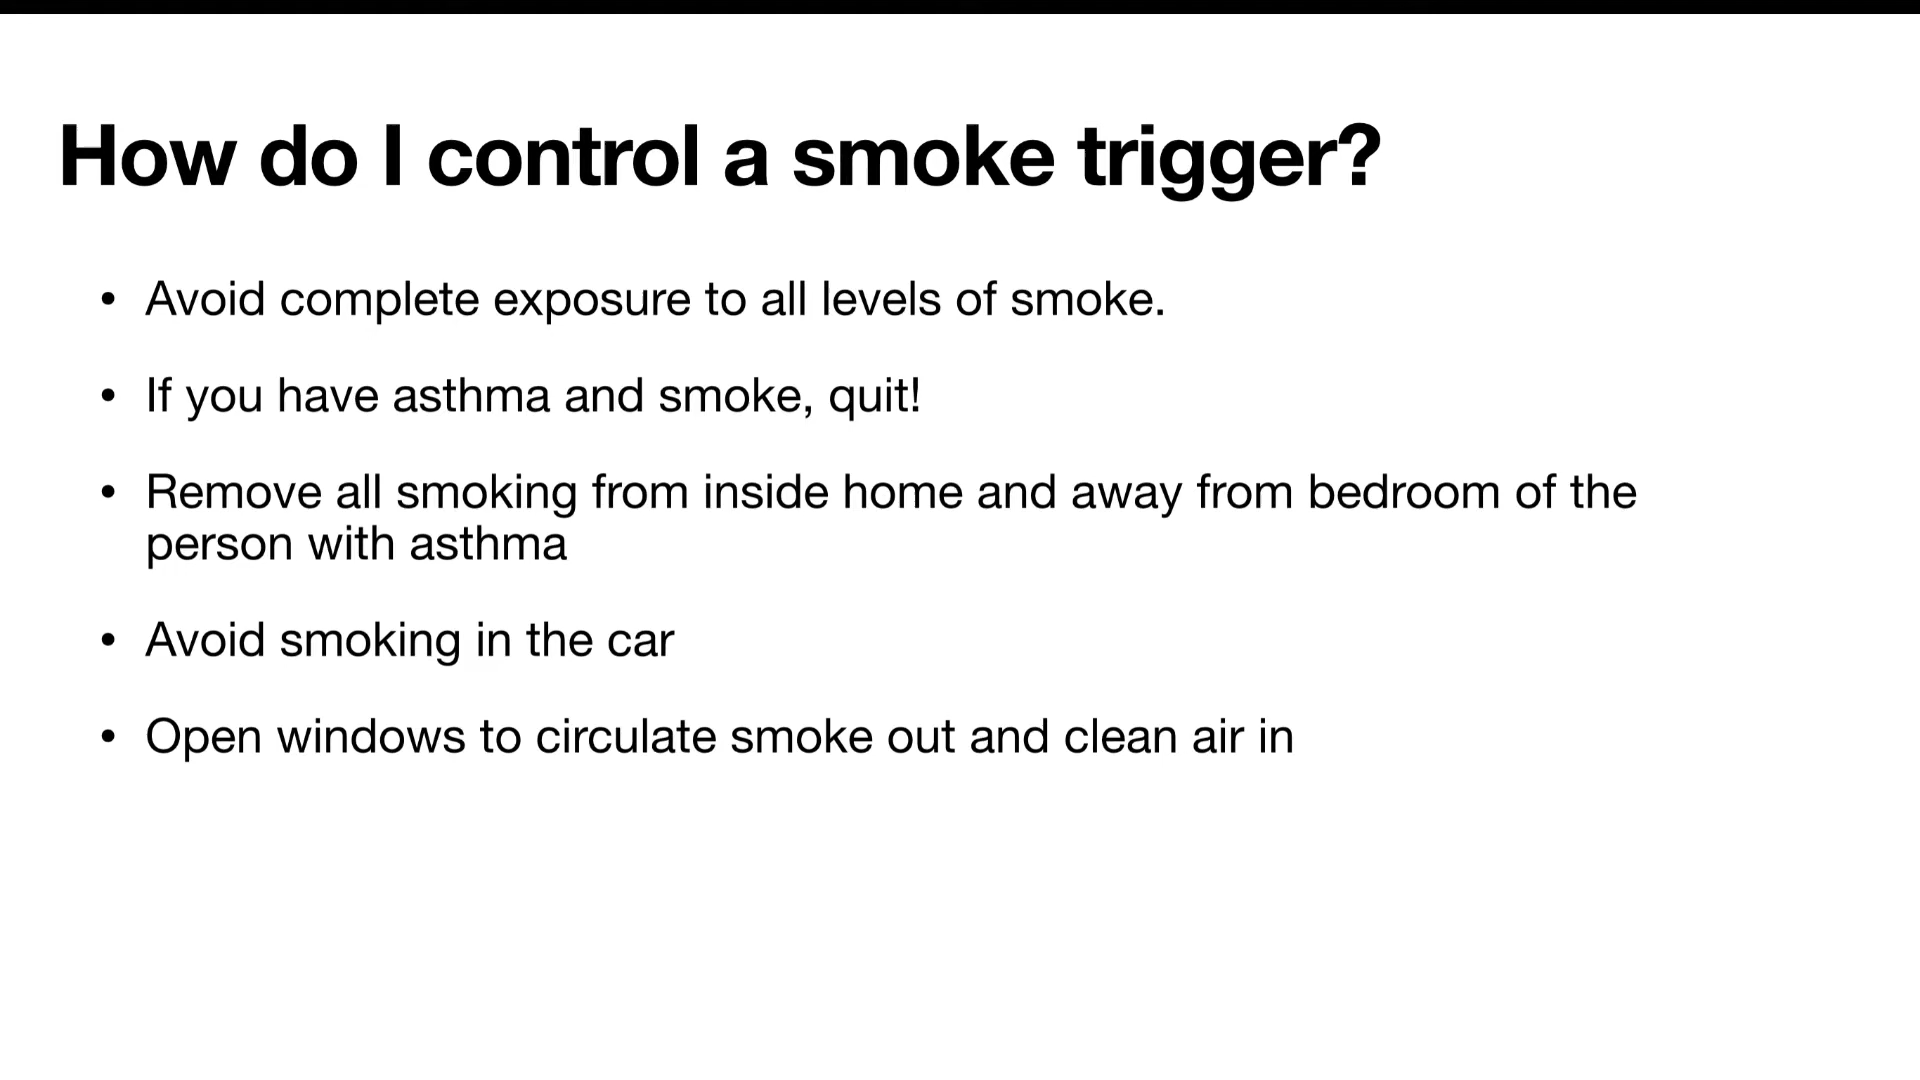 How do I control a smoke trigger?
• Avoid complete exposure to all levels of smoke.
• If you have asthma and smoke, quit!
• Remove all smoking from inside home and away from bedroom of the
person with asthma
• Avoid smoking in the car
• Open windows to circulate smoke out and clean air in